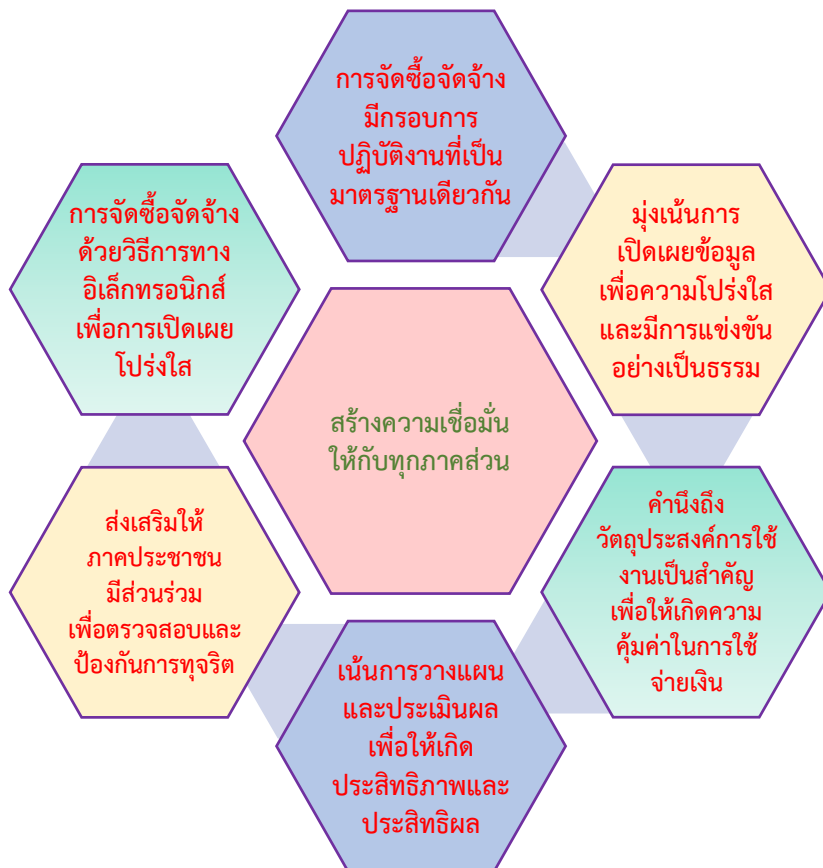 การจัดซื้อจัดจ้าง
มีกรอบการ
ปฏิบัติงานที่เป็น
มาตรฐานเดียวกัน
มุ่งเน้นการ
เปิดเผยข้อมูล
เพื่อความโปร่งใส
และมีการแข่งขัน
อย่างเป็นธรรม
คำนึงถึง
วัตถุประสงค์การใช้
งานเป็นสำคัญ
เพื่อให้เกิดความ
คุ้มค่าในการใช้
จ่ายเงิน
เน้นการวางแผน
และประเมินผล
เพื่อให้เกิด
ประสิทธิภาพและ
ประสิทธิผล
ส่งเสริมให้
ภาคประชาชน
มีส่วนร่วม
เพื่อตรวจสอบและ
ป้องกันการทุจริต
การจัดซื้อจัดจ้าง
ด้วยวิธีการทาง
อิเล็กทรอนิกส์
เพื่อการเปิดเผย
โปร่งใส
สร้างความเชื่อมั่น
ให้กับทุกภาคส่วน